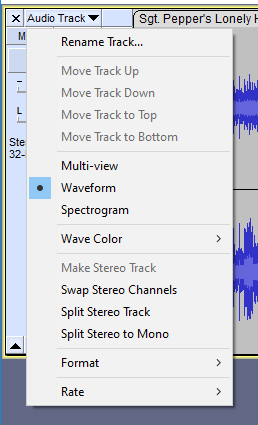 × Audio Track ▼ Sgt. Pepper's Lonely H
Rename Track...
M
Move Track Up
Move Track Down
Move Track to Top
Move Track to Bottom
L
Ste
32-
Multi-view
Waveform
Spectrogram
Wave Color
Make Stereo Track
Swap Stereo Channels
Split Stereo Track
Split Stereo to Mono
Format
Rate